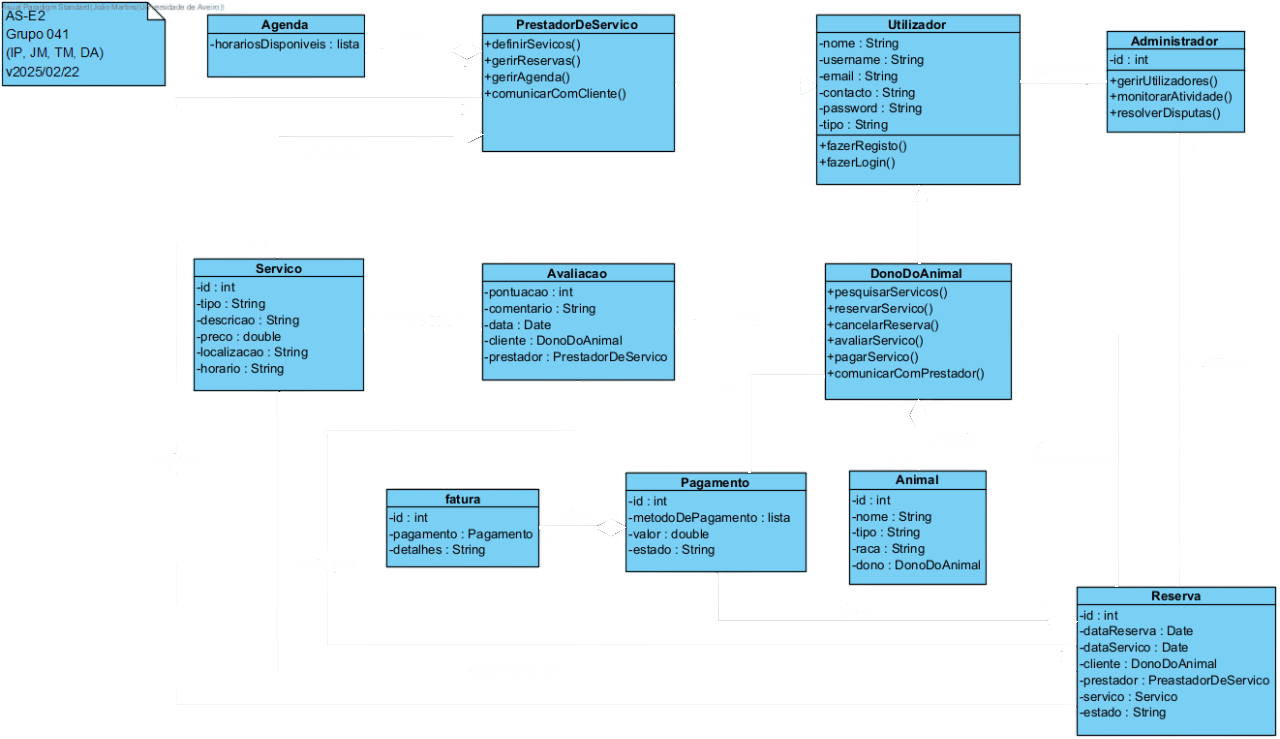 Visual Paradigm Standard(João Martins(Universidade de Aveiro))
AS-E2
Grupo 041
(IP, JM, TM, DA)
v2025/02/22
Agenda
-horariosDisponiveis : lista
PrestadorDeServico
+definirSevicos()
+gerirReservas()
+gerirAgenda()
+comunicarComCliente()
Utilizador
-nome : String
-username : String
-email : String
-contacto : String
-password : String
-tipo : String
+fazerRegisto()
+fazerLogin()
Administrador
-id : int
+gerirUtilizadores()
+monitorarAtividade()
+resolverDisputas()
Servico
-id : int
-tipo : String
-descricao : String
-preco : double
-localizacao : String
-horario : String
Avaliacao
-pontuacao : int
-comentario : String
-data : Date
-cliente : DonoDoAnimal
-prestador : PrestadorDeServico
DonoDoAnimal
+pesquisarServicos()
+reservarServico()
+cancelarReserva()
+avaliarServico()
+pagarServico()
+comunicarComPrestador()
fatura
-id : int
-pagamento : Pagamento
-detalhes : String
Pagamento
-id : int
-metodoDePagamento : lista
-valor : double
-estado : String
Animal
-id : int
-nome : String
-tipo : String
-raca : String
-dono : DonoDoAnimal
Reserva
-id : int
-dataReserva : Date
-dataServico : Date
-cliente : DonoDoAnimal
-prestador : PreastadorDeServico
-servico : Servico
-estado : String